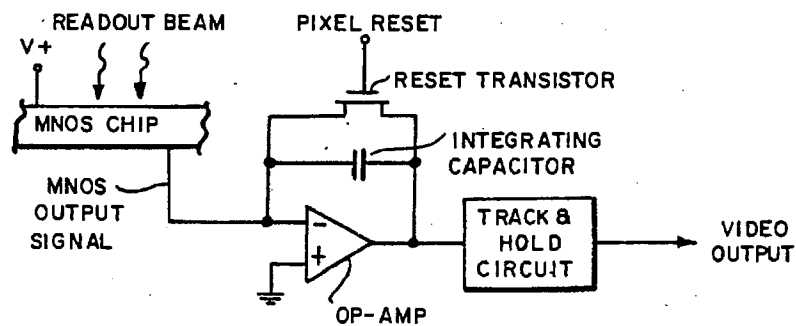 READOUT BEAM
V+
MNOS CHIP
MNOS
OUTPUT
SIGNAL
PIXEL RESET
RESET TRANSISTOR
INTEGRATING
CAPACITOR
-
+
OP-AMP
TRACK &
HOLD
CIRCUIT
VIDEO
OUTPUT